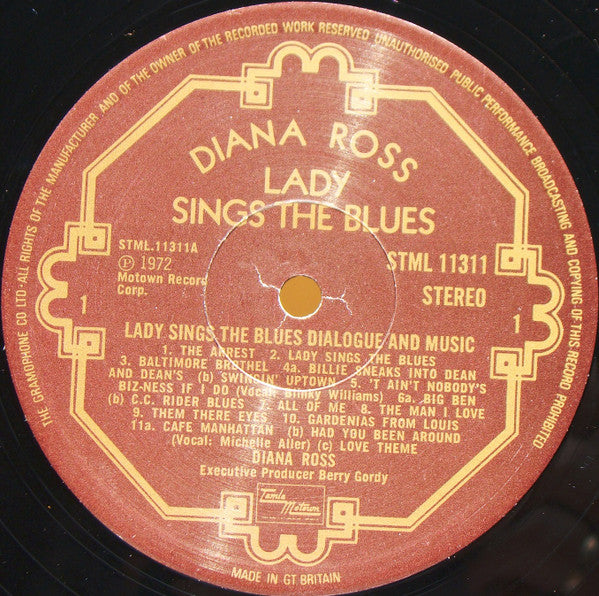 THE GRAMOPHONE CO LTD · ALL RIGHTS OF THE MANUFACTURER AND OF THE OWNER OF THE RECORDED WORK RESERVED UNAUTHORISED PUBLIC PERFORMANCE BROADCASTING AND COPYING OF THIS RECORD PROHIBITED
DIANA ROSS
LADY
SINGS THE BLUES
STML.11311A
Ⓟ 1972
Motown Record
Corp.
STML 11311
STEREO
1
1
LADY SINGS THE BLUES DIALOGUE AND MUSIC
1. THE ARREST 2. LADY SINGS THE BLUES
3. BALTIMORE BROTHEL 4a. BILLIE SNEAKS INTO DEAN
AND DEAN'S (b) SWINGIN' UPTOWN 5. 'T AIN'T NOBODY'S
BIZ-NESS IF I DO (Vocal: Blinky Williams) 6a. BIG BEN
(b) C.C. RIDER BLUES 7. ALL OF ME 8. THE MAN I LOVE
9. THEM THERE EYES 10. GARDENIAS FROM LOUIS
11a. CAFE MANHATTAN (b) HAD YOU BEEN AROUND
(Vocal: Michelle Aller) (c) LOVE THEME
DIANA ROSS
Executive Producer Berry Gordy
Tamla
Motown
MADE IN GT BRITAIN